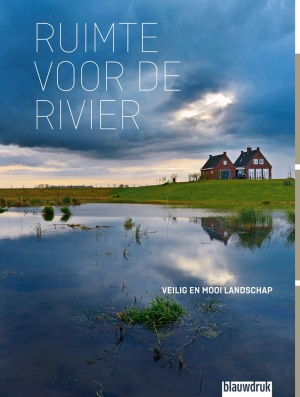 RUIMTE
VOOR DE
RIVIER
VEILIG EN MOOI LANDSCHAP
blauwdruk